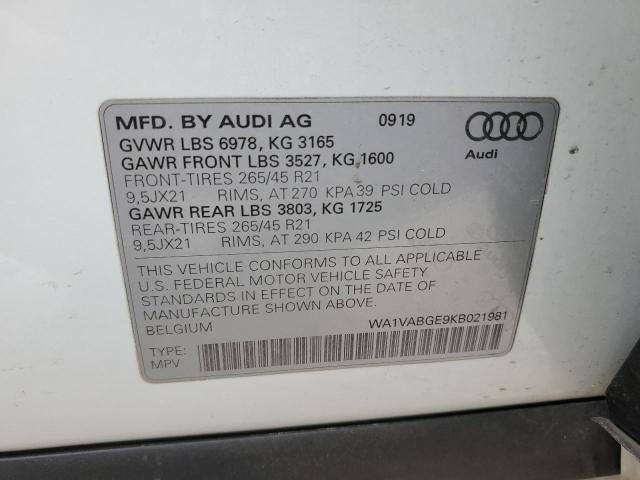 MFD. BY AUDI AG 0919
GVWR LBS 6978, KG 3165
GAWR FRONT LBS 3527, KG 1600
FRONT-TIRES 265/45 R21
9,5JX21 RIMS, AT 270 KPA 39 PSI COLD
GAWR REAR LBS 3803, KG 1725
REAR-TIRES 265/45 R21
9,5JX21 RIMS, AT 290 KPA 42 PSI COLD
Audi
THIS VEHICLE CONFORMS TO ALL APPLICABLE
U.S. FEDERAL MOTOR VEHICLE SAFETY
STANDARDS IN EFFECT ON THE DATE OF
MANUFACTURE SHOWN ABOVE.
BELGIUM
WA1VABGE9KB021981
TYPE:
MPV